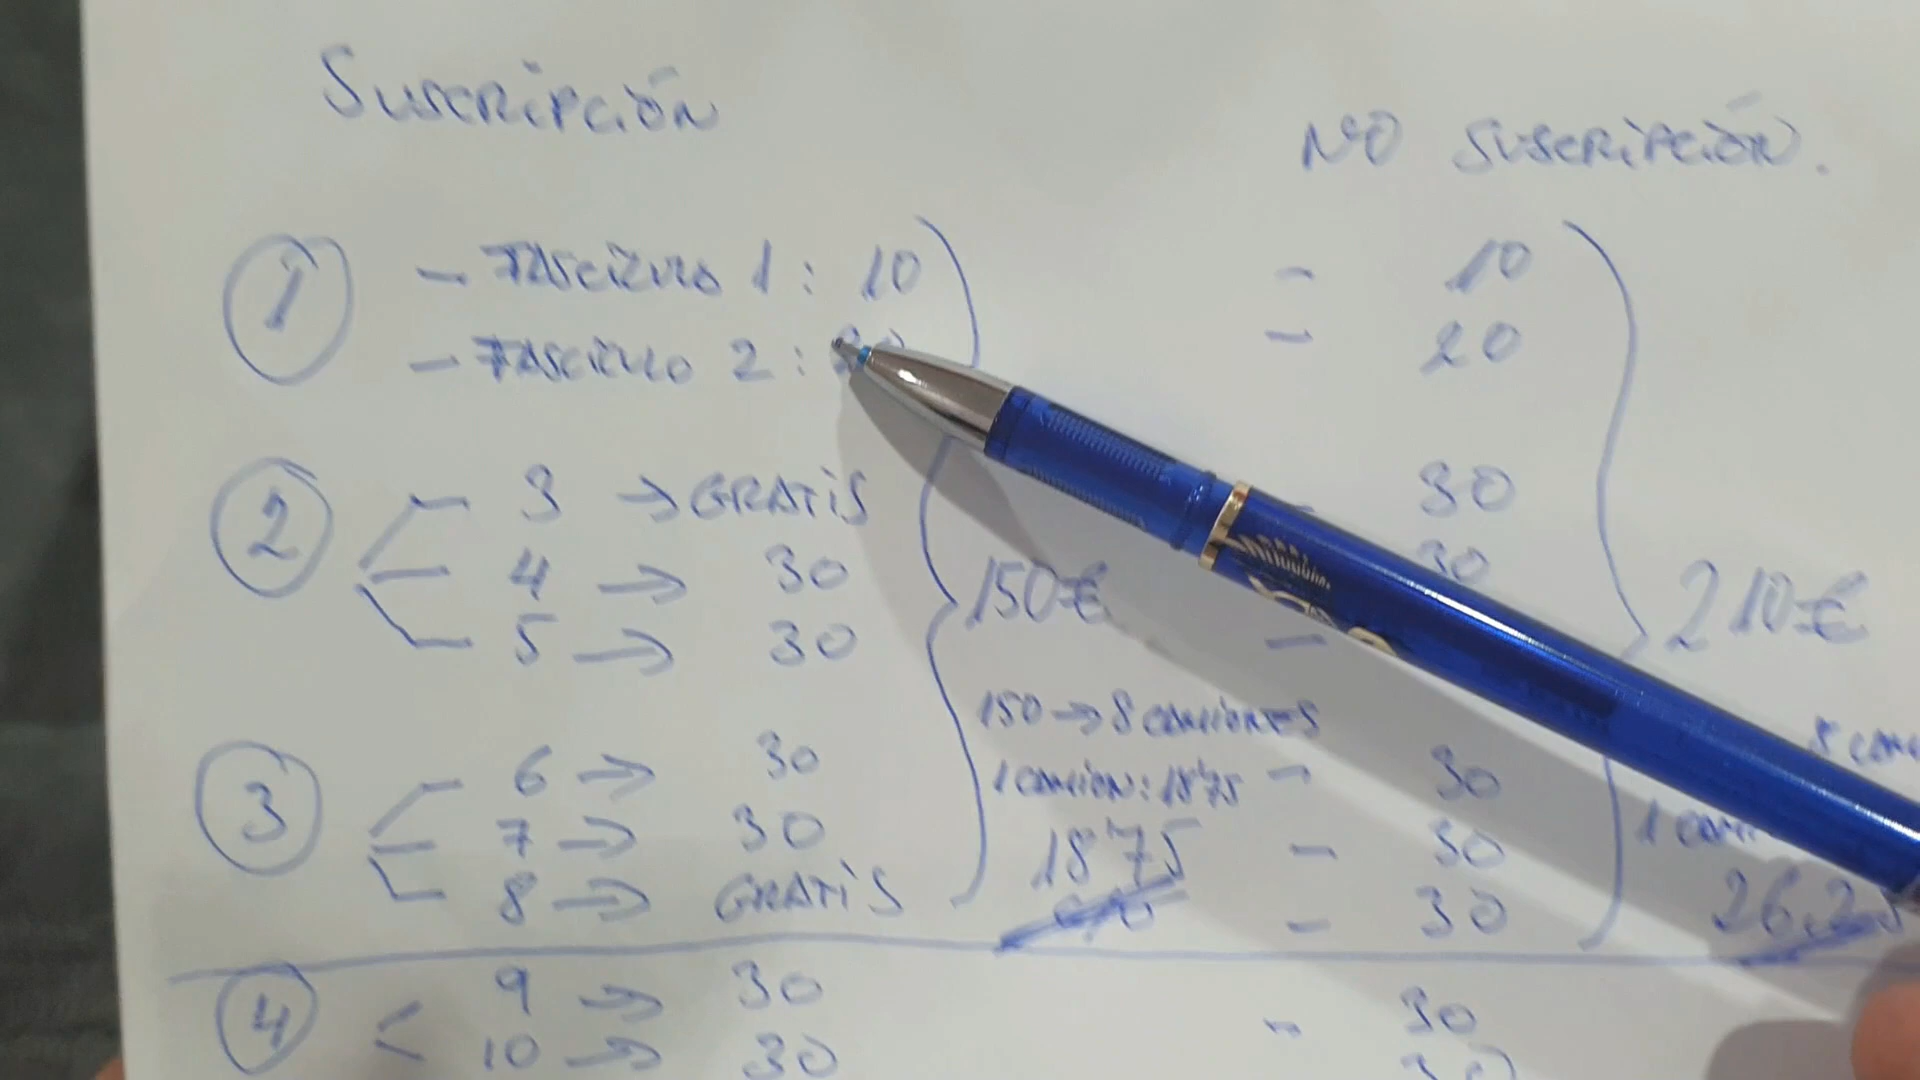 SUSCRIPCIÓN
NO SUSCRIPCIÓN.
1 - FASCÍCULO 1 : 10
- 10
- FASCÍCULO 2 :
- 20
2 - 3 → GRATIS
- 30
- 4 → 30
30
150€
210€
- 5 → 30
-
150 → 8 CAMIONES
1 CAMIÓN: 18'75
3 - 6 → 30
- 30
- 7 → 30
18'75
- 30
- 8 → GRATIS
- 30
4 9 → 30
- 30
10 → 30